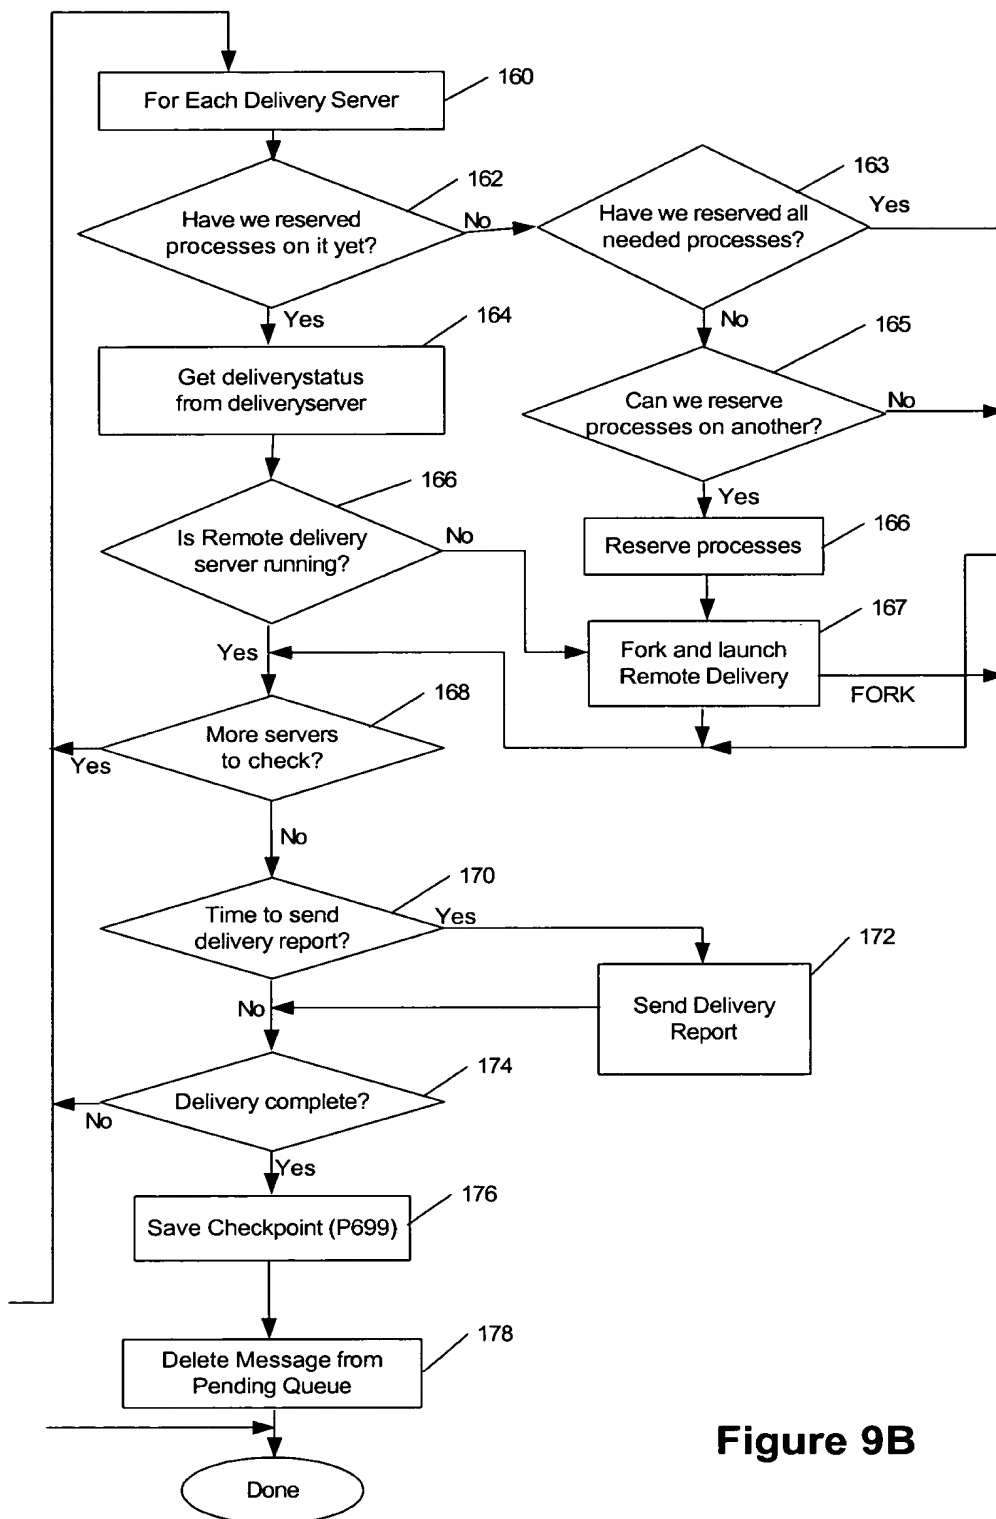 For Each Delivery Server
160
Have we reserved
processes on it yet?
162
No
Have we reserved all
needed processes?
163
Yes
Yes
No
Get deliverystatus
from deliveryserver
164
Can we reserve
processes on another?
165
No
Yes
Is Remote delivery
server running?
166
No
Reserve processes
166
Yes
Fork and launch
Remote Delivery
167
FORK
More servers
to check?
168
Yes
No
Time to send
delivery report?
170
Yes
Send Delivery
Report
172
No
Delivery complete?
174
No
Yes
Save Checkpoint (P699)
176
Delete Message from
Pending Queue
178
Done
Figure 9B